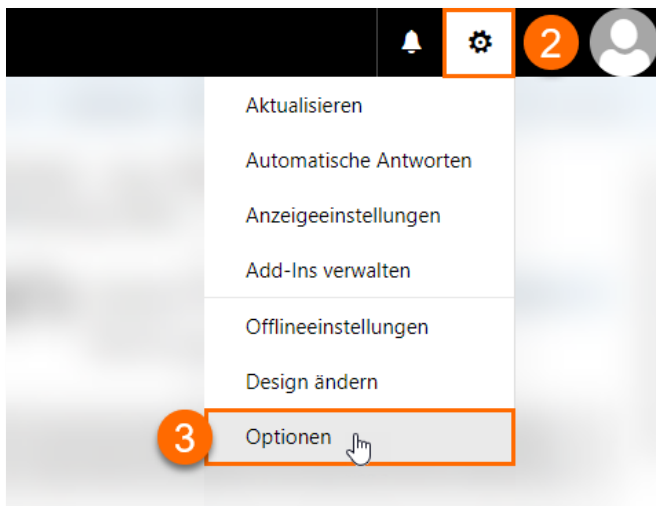 2
Aktualisieren
Automatische Antworten
Anzeigeeinstellungen
Add-Ins verwalten
Offlineeinstellungen
Design ändern
3 Optionen